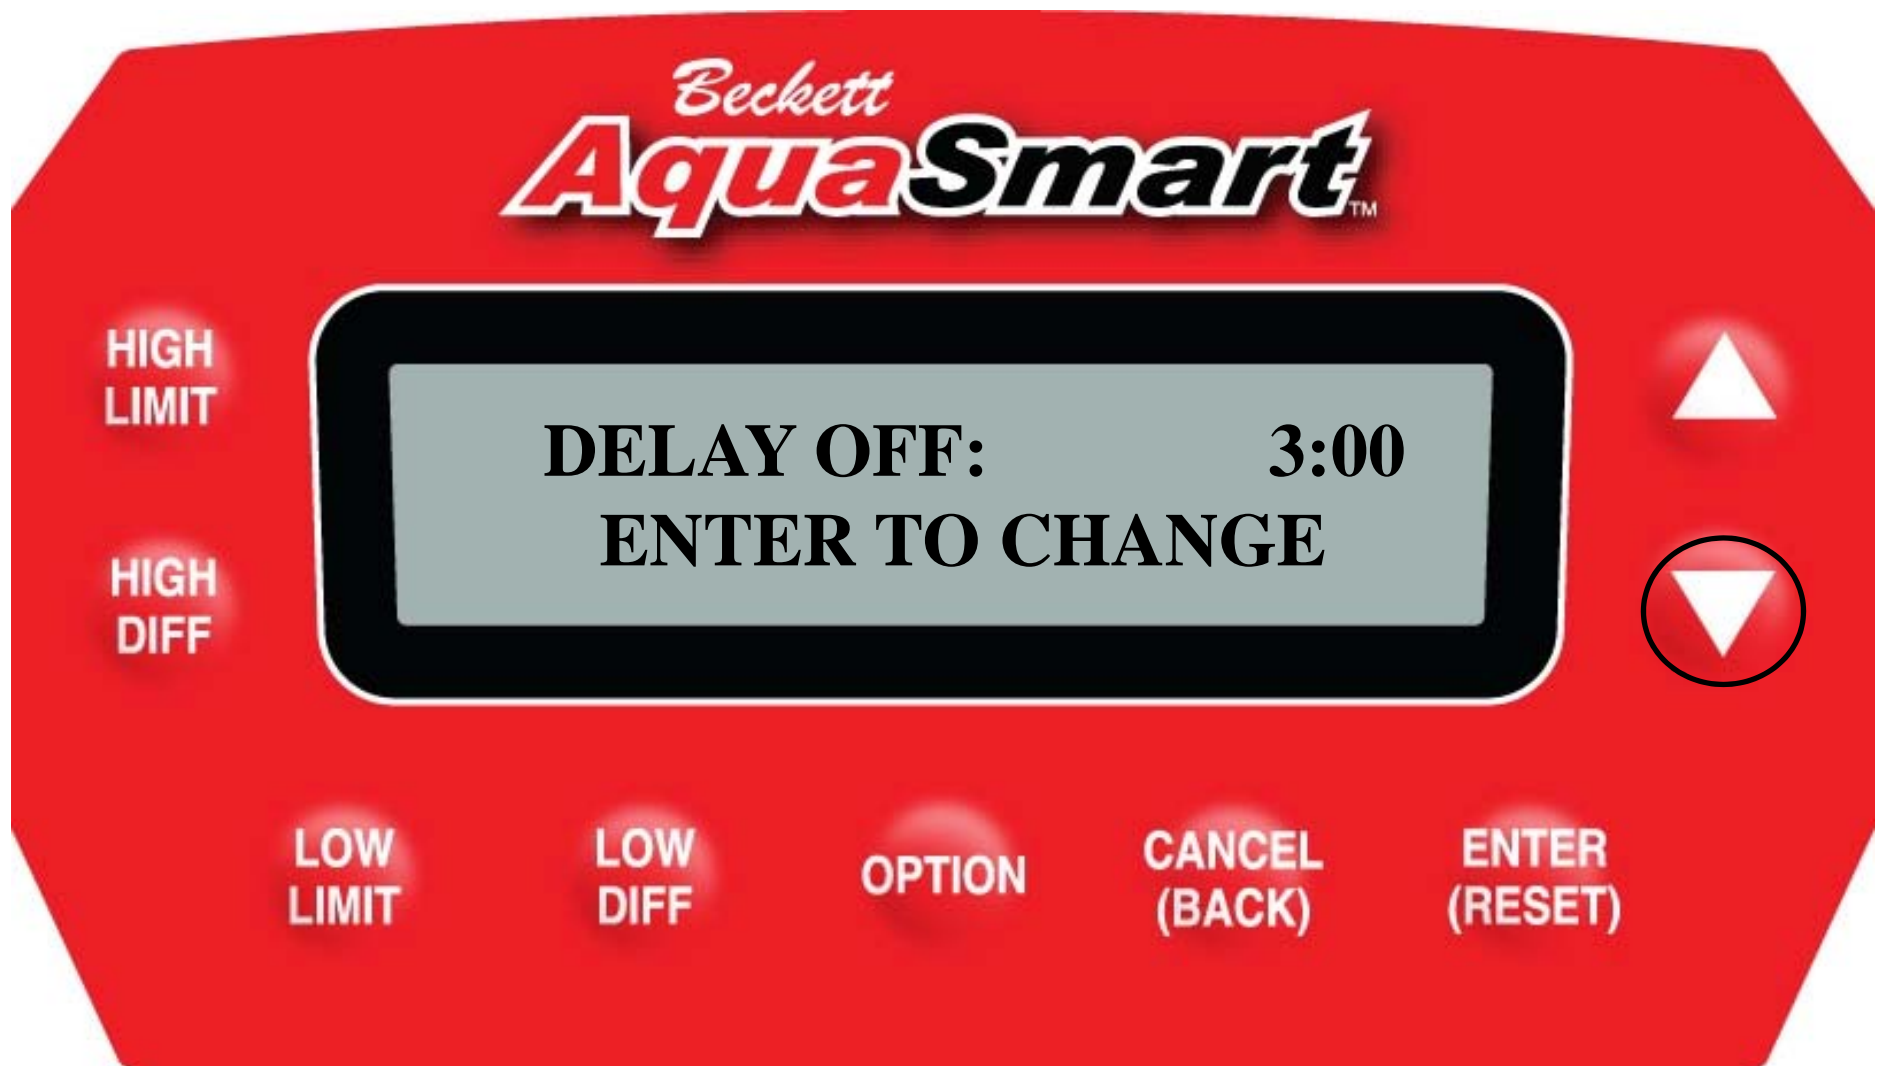 Beckett
AquaSmart™
HIGH
LIMIT
DELAY OFF: 3:00
ENTER TO CHANGE
HIGH
DIFF
LOW
LIMIT
LOW
DIFF
OPTION
CANCEL
(BACK)
ENTER
(RESET)